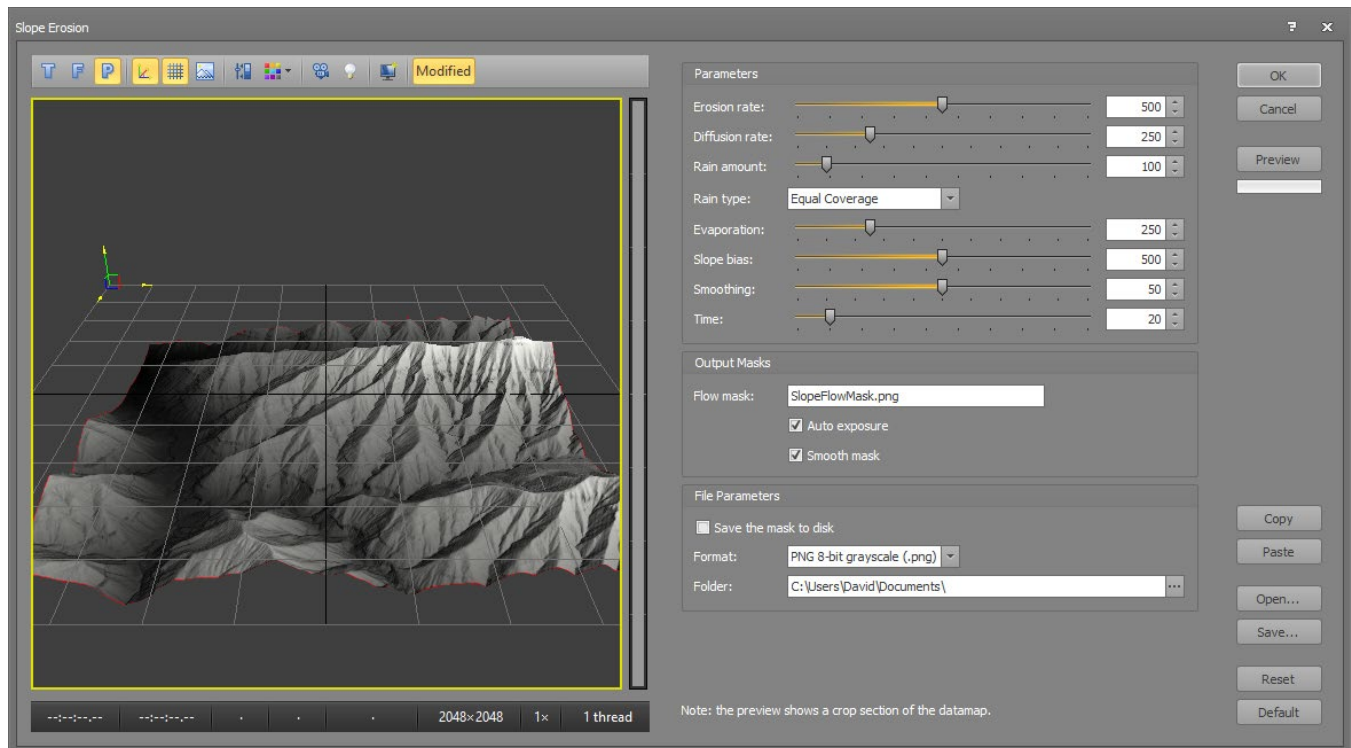 Slope Erosion
T F P Modified
Parameters
Erosion rate: 500
Diffusion rate: 250
Rain amount: 100
Rain type: Equal Coverage
Evaporation: 250
Slope bias: 500
Smoothing: 50
Time: 20
Output Masks
Flow mask: SlopeFlowMask.png
Auto exposure
Smooth mask
File Parameters
Save the mask to disk
Format: PNG 8-bit grayscale (.png)
Folder: C:\Users\David\Documents\ ...
Note: the preview shows a crop section of the datamap.
OK
Cancel
Preview
Copy
Paste
Open...
Save...
Reset
Default
--:--:--.-- --:--:--.-- . . . 2048×2048 1× 1 thread